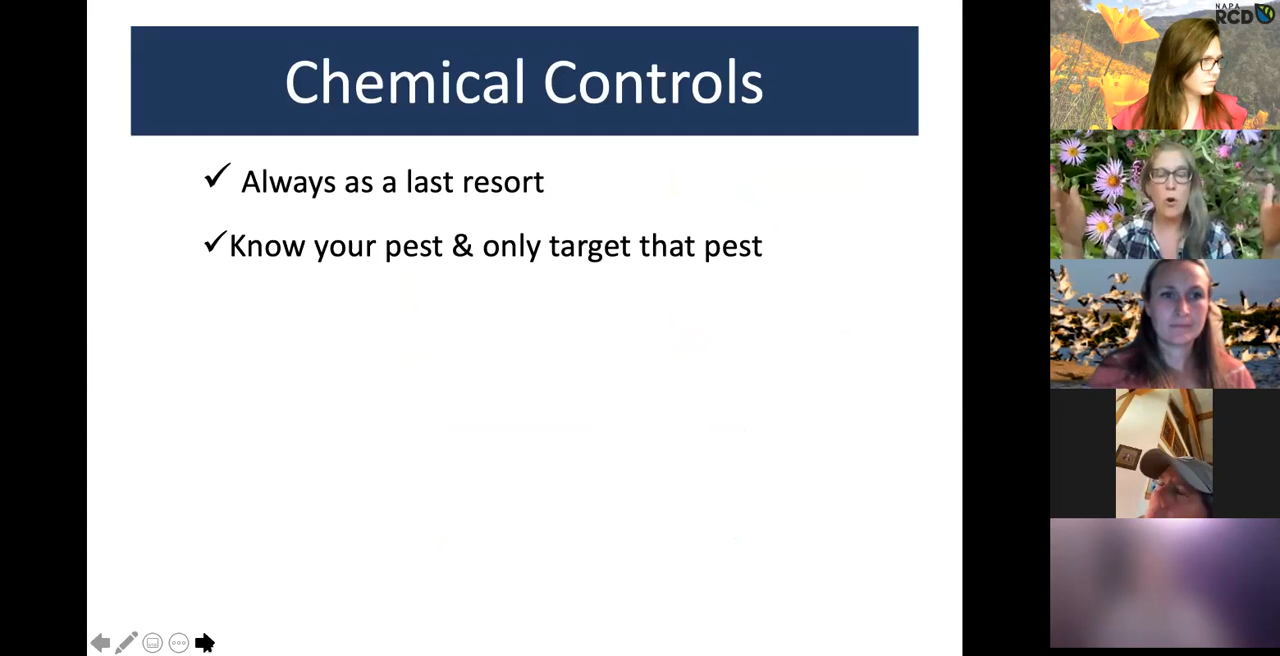 Chemical Controls
✓ Always as a last resort
✓Know your pest & only target that pest
NAPA
RCD